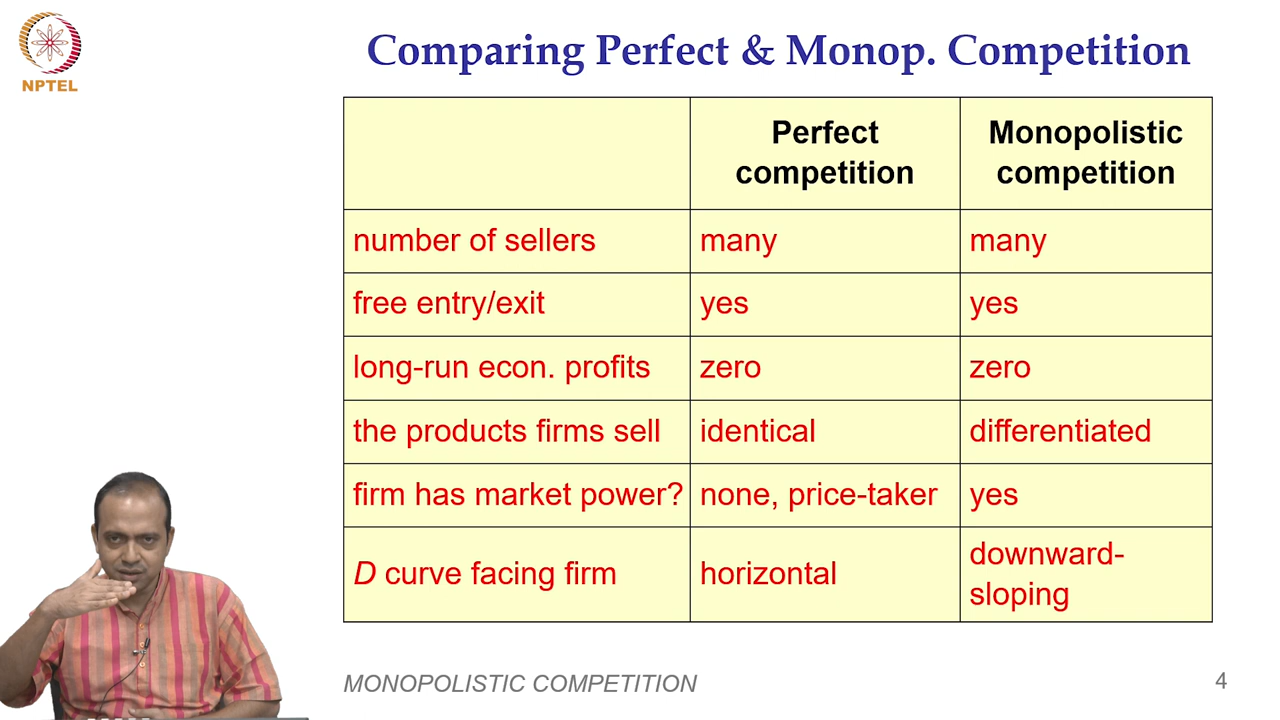 NPTEL
Comparing Perfect & Monop. Competition
Perfect competition
Monopolistic competition
number of sellers many many
free entry/exit yes yes
long-run econ. profits zero zero
the products firms sell identical differentiated
firm has market power? none, price-taker yes
D curve facing firm horizontal downward-
sloping
MONOPOLISTIC COMPETITION 4